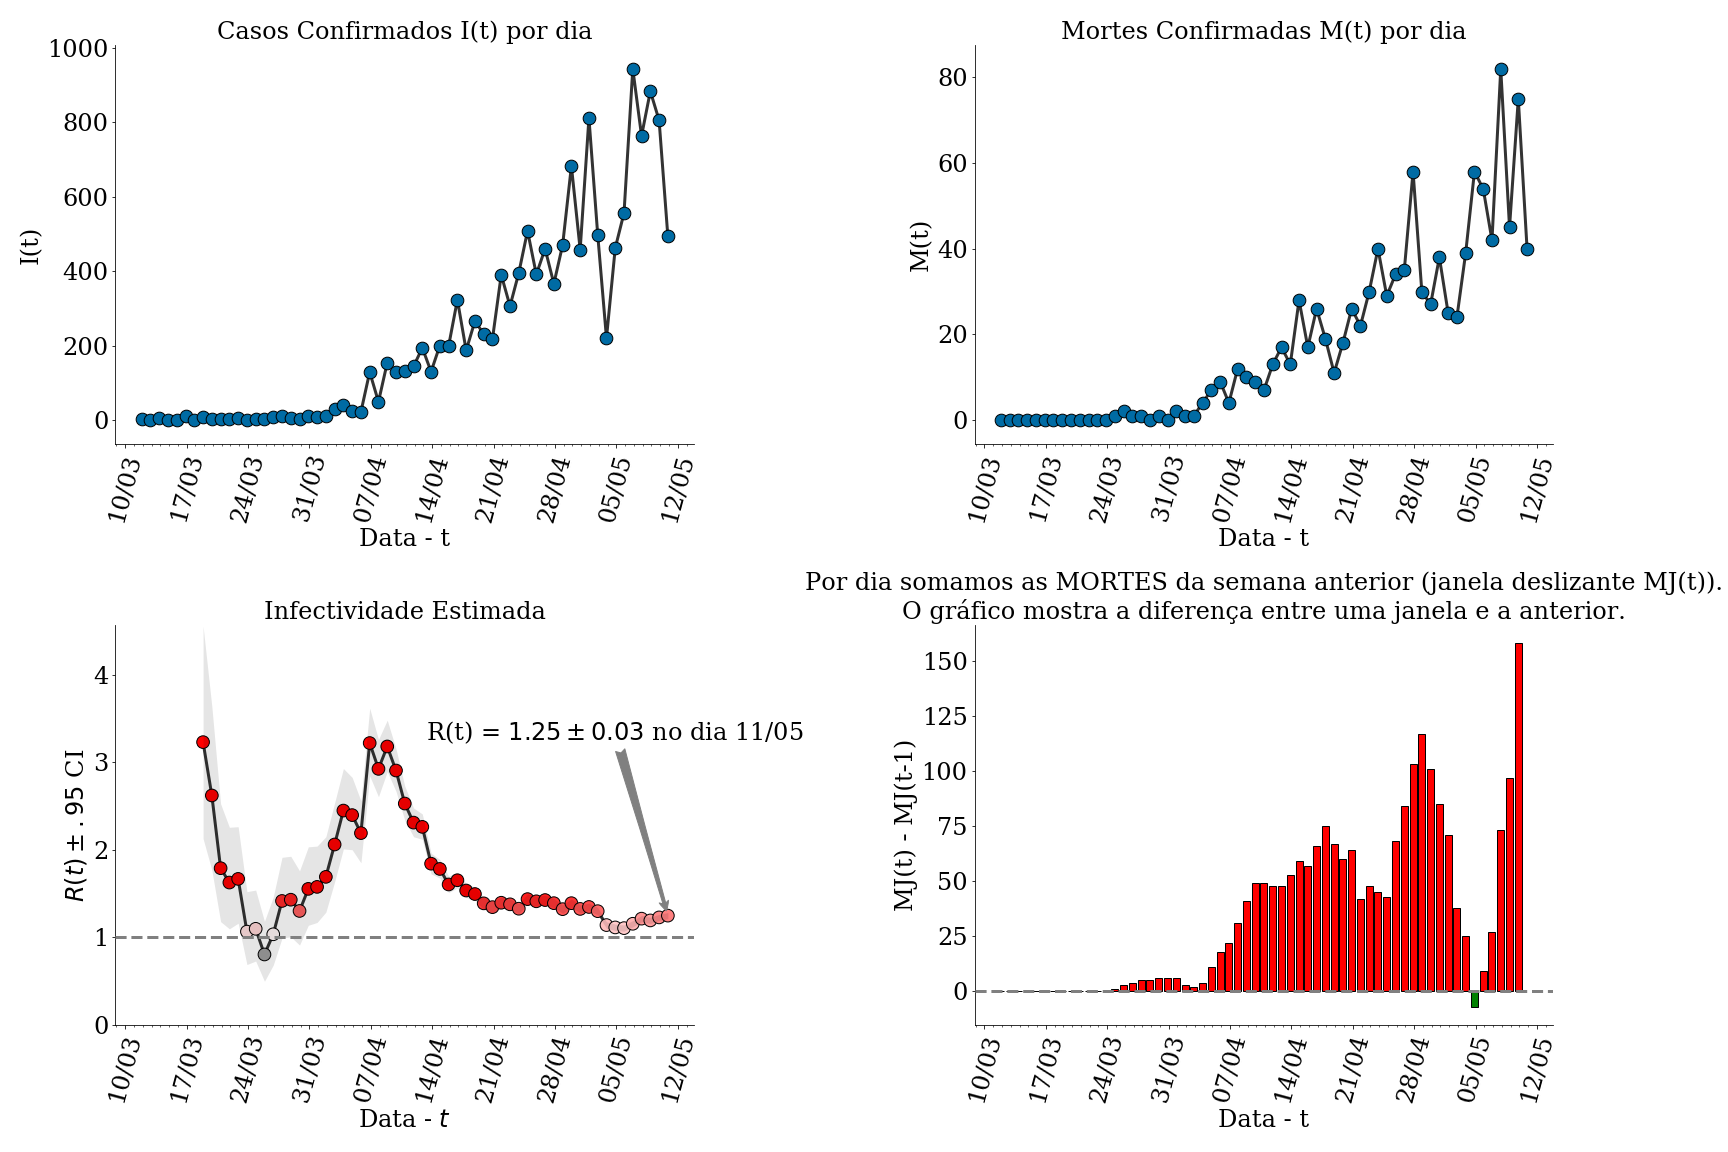 Casos Confirmados I(t) por dia
I(t)
1000
800
600
400
200
0
10/03 17/03 24/03 31/03 07/04 14/04 21/04 28/04 05/05 12/05
Data - t
Mortes Confirmadas M(t) por dia
M(t)
80
60
40
20
0
10/03 17/03 24/03 31/03 07/04 14/04 21/04 28/04 05/05 12/05
Data - t
Infectividade Estimada
R(t) ± .95 CI
4
3
2
1
0
R(t) = 1.25 ± 0.03 no dia 11/05
10/03 17/03 24/03 31/03 07/04 14/04 21/04 28/04 05/05 12/05
Data - t
Por dia somamos as MORTES da semana anterior (janela deslizante MJ(t)).
O gráfico mostra a diferença entre uma janela e a anterior.
MJ(t) - MJ(t-1)
150
125
100
75
50
25
0
10/03 17/03 24/03 31/03 07/04 14/04 21/04 28/04 05/05 12/05
Data - t